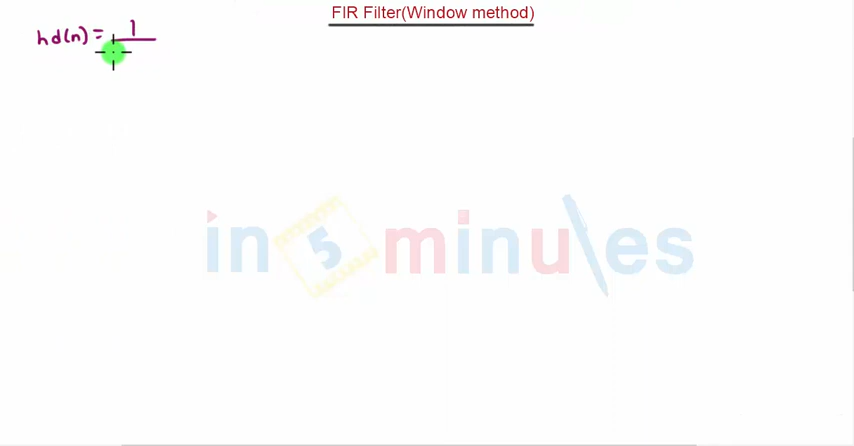 FIR Filter(Window method)
hd(n) = 1
in 5 minutes